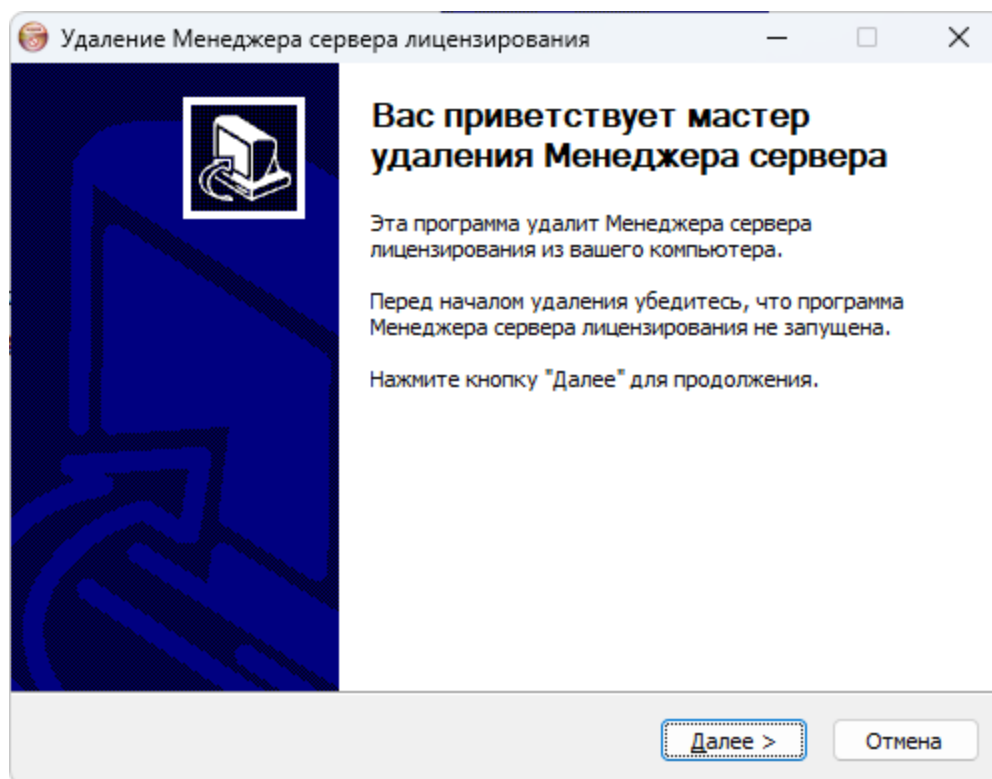 Удаление Менеджера сервера лицензирования
Вас приветствует мастер
удаления Менеджера сервера
Эта программа удалит Менеджера сервера
лицензирования из вашего компьютера.
Перед началом удаления убедитесь, что программа
Менеджера сервера лицензирования не запущена.
Нажмите кнопку "Далее" для продолжения.
Далее >
Отмена